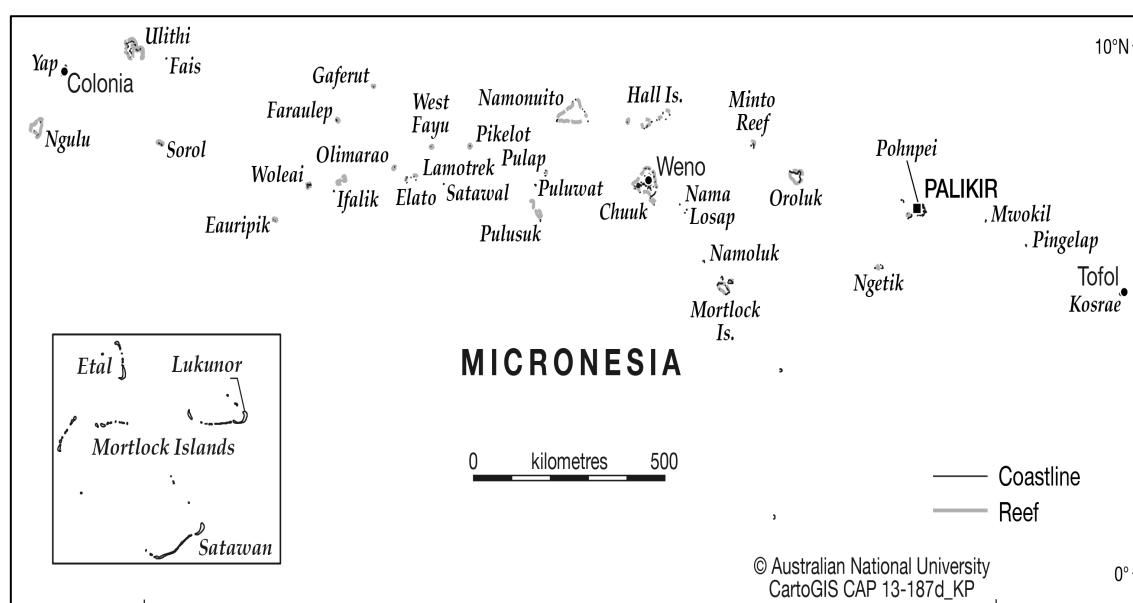 Ulithi
10°N
Yap
Fais
Colonia
Gaferut
West
Fayu
Namonuito
Hall Is.
Minto
Reef
Faraulep
Ngulu
Sorol
Pikelot
Pohnpei
Olimarao
Lamotrek
Pulap
Weno
Woleai
PALIKIR
Ifalik
Elato
Satawal
Puluwat
Nama
Oroluk
Chuuk
Losap
Mwokil
Eauripik
Pulusuk
Pingelap
Namoluk
Ngetik
Tofol
Kosrae
Mortlock
Is.
MICRONESIA
Etal
Lukunor
Mortlock Islands
Satawan
0 kilometres 500
Coastline
Reef
© Australian National University
CartoGIS CAP 13-187d_KP
0°